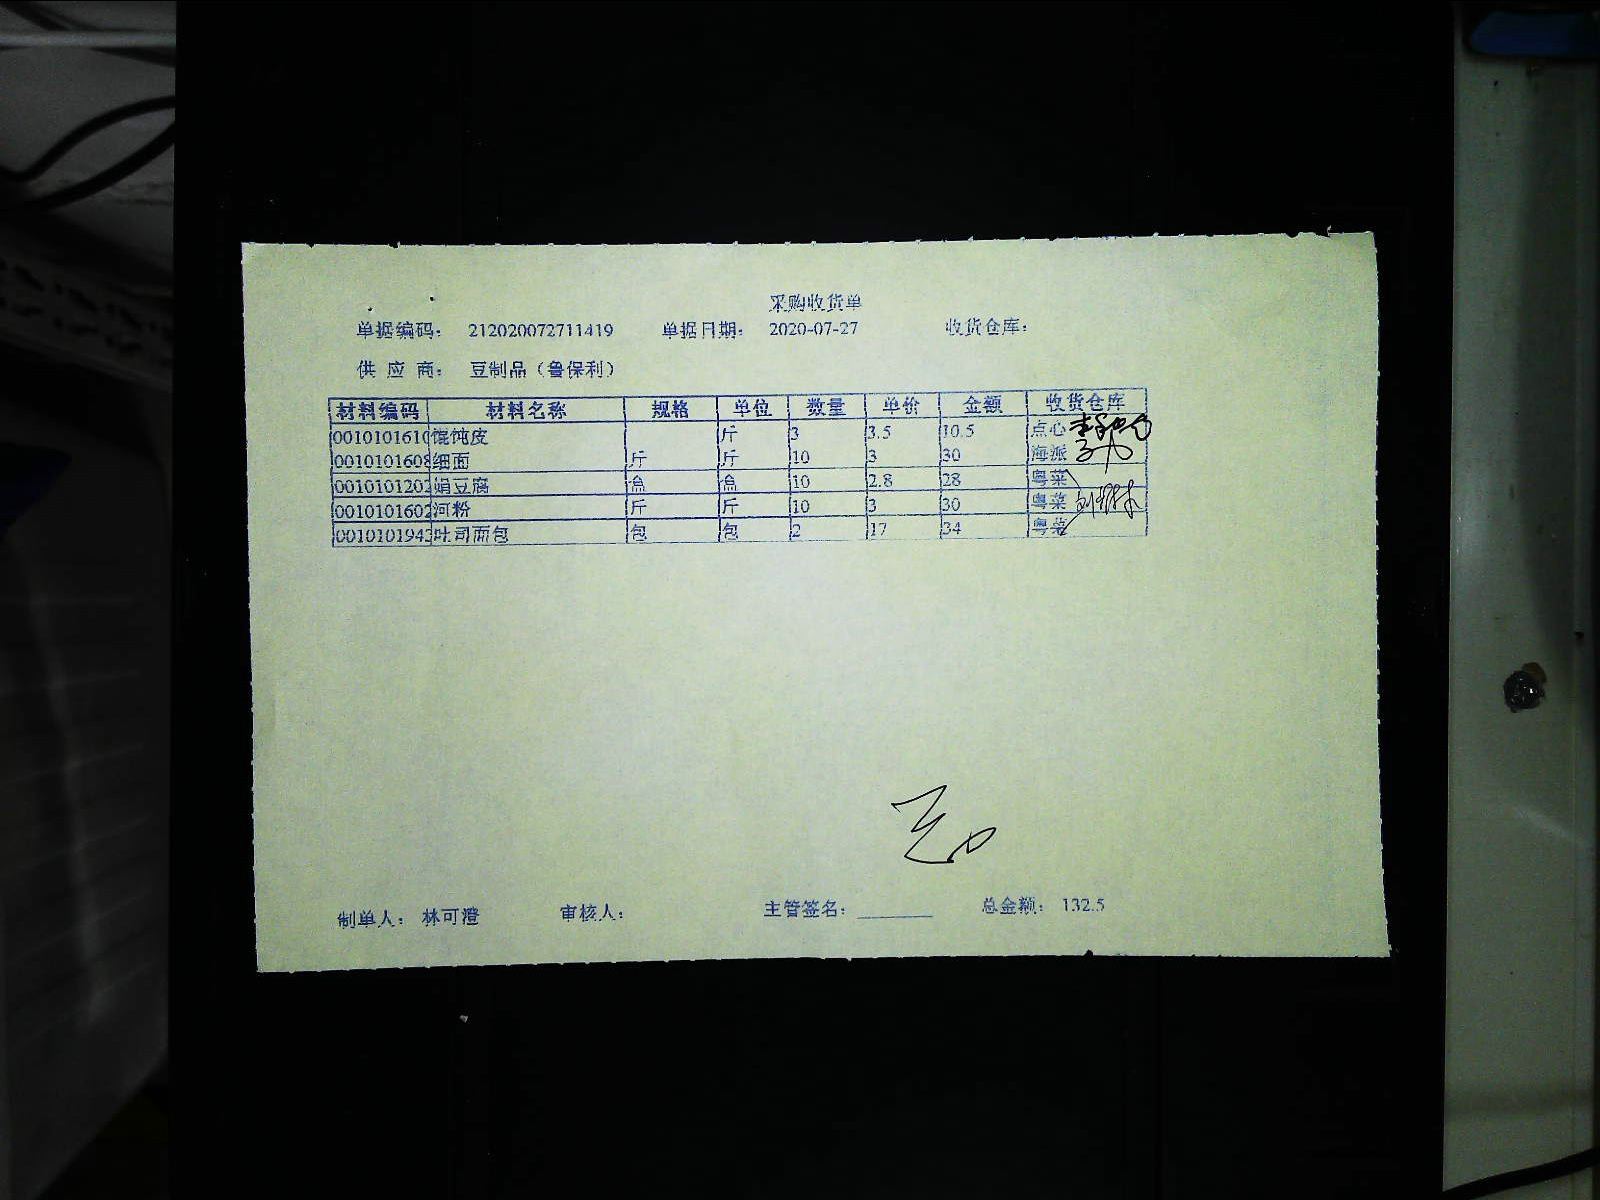 采购收货单
单据编码： 212020072711419 单据日期： 2020-07-27 收货仓库：
供 应 商： 豆制品（鲁保利）
材料编码 材料名称 规格 单位 数量 单价 金额 收货仓库
0010101610 馄饨皮 斤 3 3.5 10.5 点心
0010101608 细面 斤 斤 10 3 30 海派
0010101202 绢豆腐 盒 盒 10 2.8 28 粤菜
0010101602 河粉 斤 斤 10 3 30 粤菜
0010101943 吐司面包 包 包 2 17 34 粤菜
制单人： 林可澄 审核人： 主管签名： 总金额： 132.5